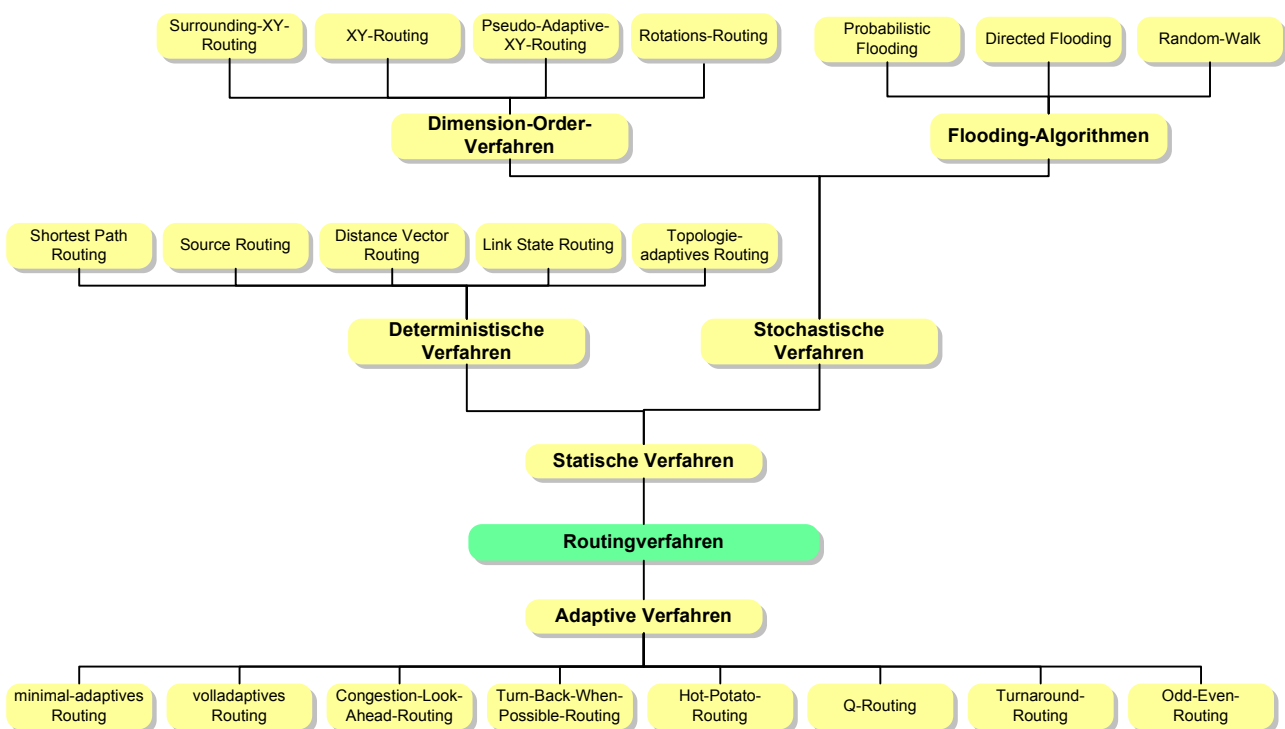 Surrounding-XY-
Routing
XY-Routing
Pseudo-Adaptive-
XY-Routing
Rotations-Routing
Probabilistic
Flooding
Directed Flooding
Random-Walk
Dimension-Order-
Verfahren
Flooding-Algorithmen
Shortest Path
Routing
Source Routing
Distance Vector
Routing
Link State Routing
Topologie-
adaptives Routing
Deterministische
Verfahren
Stochastische
Verfahren
Statische Verfahren
Routingverfahren
Adaptive Verfahren
minimal-adaptives
Routing
volladaptives
Routing
Congestion-Look-
Ahead-Routing
Turn-Back-When-
Possible-Routing
Hot-Potato-
Routing
Q-Routing
Turnaround-
Routing
Odd-Even-
Routing